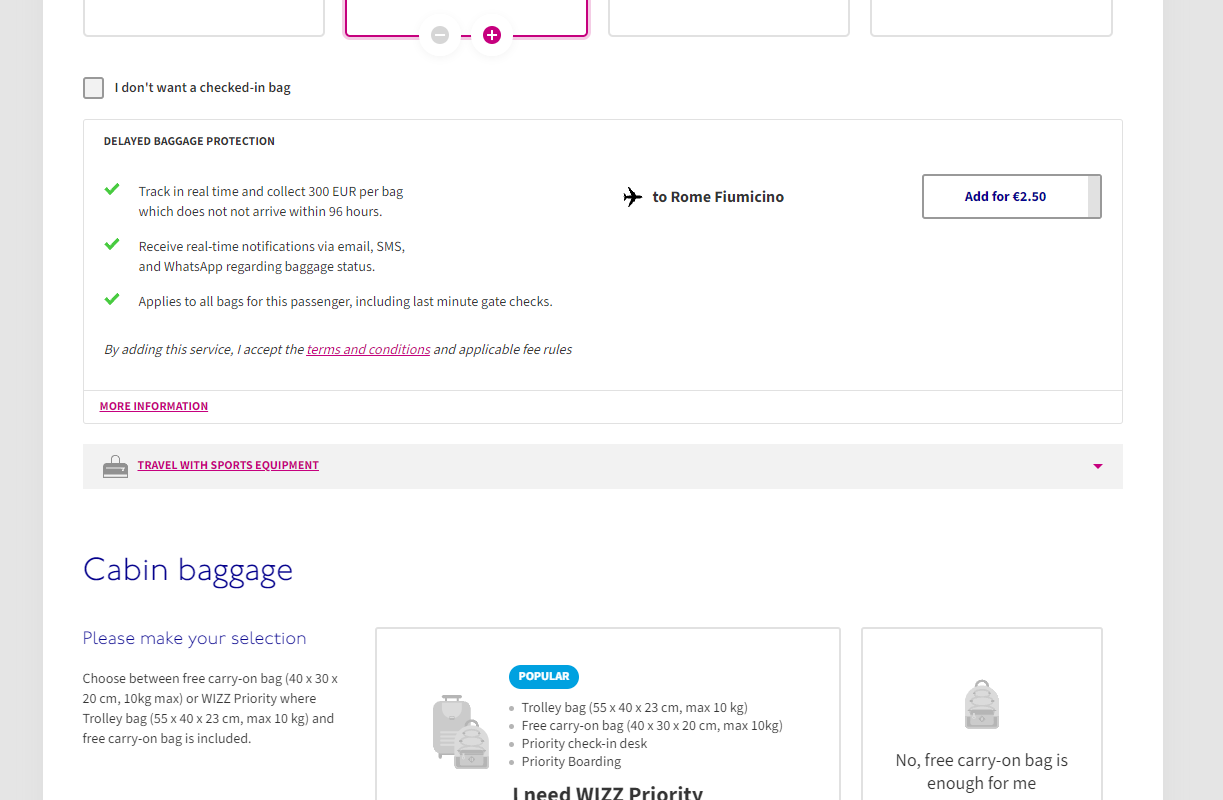 I don't want a checked-in bag
DELAYED BAGGAGE PROTECTION
Track in real time and collect 300 EUR per bag
which does not not arrive within 96 hours.
Receive real-time notifications via email, SMS,
and WhatsApp regarding baggage status.
Applies to all bags for this passenger, including last minute gate checks.
By adding this service, I accept the terms and conditions and applicable fee rules
to Rome Fiumicino
Add for €2.50
MORE INFORMATION
TRAVEL WITH SPORTS EQUIPMENT
Cabin baggage
Please make your selection
Choose between free carry-on bag (40 x 30 x
20 cm, 10kg max) or WIZZ Priority where
Trolley bag (55 x 40 x 23 cm, max 10 kg) and
free carry-on bag is included.
POPULAR
Trolley bag (55 x 40 x 23 cm, max 10 kg)
Free carry-on bag (40 x 30 x 20 cm, max 10kg)
Priority check-in desk
Priority Boarding
I need WIZZ Priority
No, free carry-on bag is
enough for me